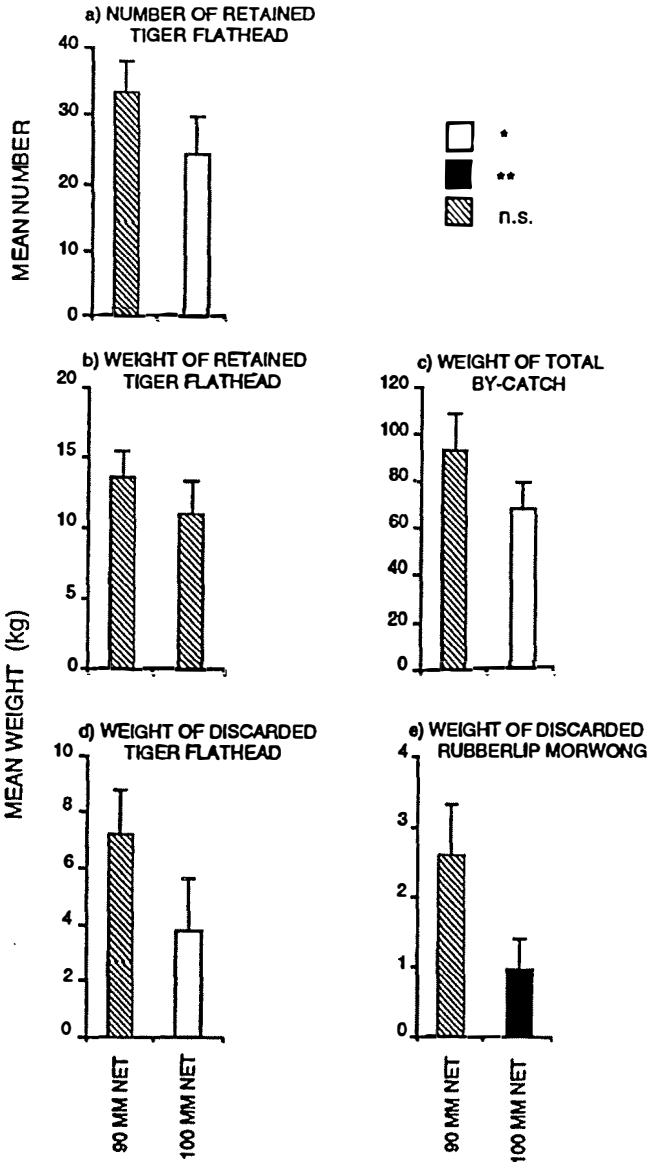 a) NUMBER OF RETAINED
TIGER FLATHEAD
40
30
20
10
0
MEAN NUMBER
*
**
n.s.
b) WEIGHT OF RETAINED
TIGER FLATHEAD
20
15
10
5
0
c) WEIGHT OF TOTAL
BY-CATCH
120
100
80
60
40
20
0
MEAN WEIGHT (kg)
d) WEIGHT OF DISCARDED
TIGER FLATHEAD
10
8
6
4
2
0
90 MM NET
100 MM NET
e) WEIGHT OF DISCARDED
RUBBERLIP MORWONG
4
3
2
1
0
90 MM NET
100 MM NET